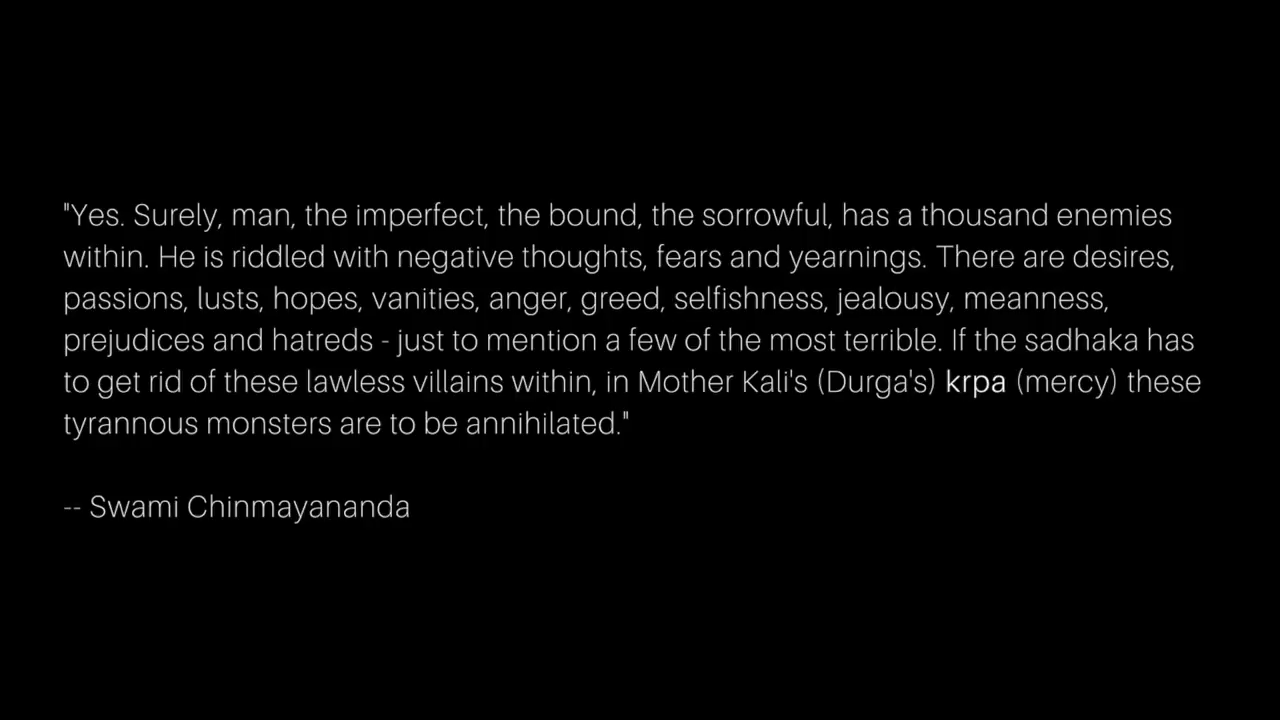 "Yes. Surely, man, the imperfect, the bound, the sorrowful, has a thousand enemies
within. He is riddled with negative thoughts, fears and yearnings. There are desires,
passions, lusts, hopes, vanities, anger, greed, selfishness, jealousy, meanness,
prejudices and hatreds - just to mention a few of the most terrible. If the sadhaka has
to get rid of these lawless villains within, in Mother Kali's (Durga's) krpa (mercy) these
tyrannous monsters are to be annihilated."
-- Swami Chinmayananda